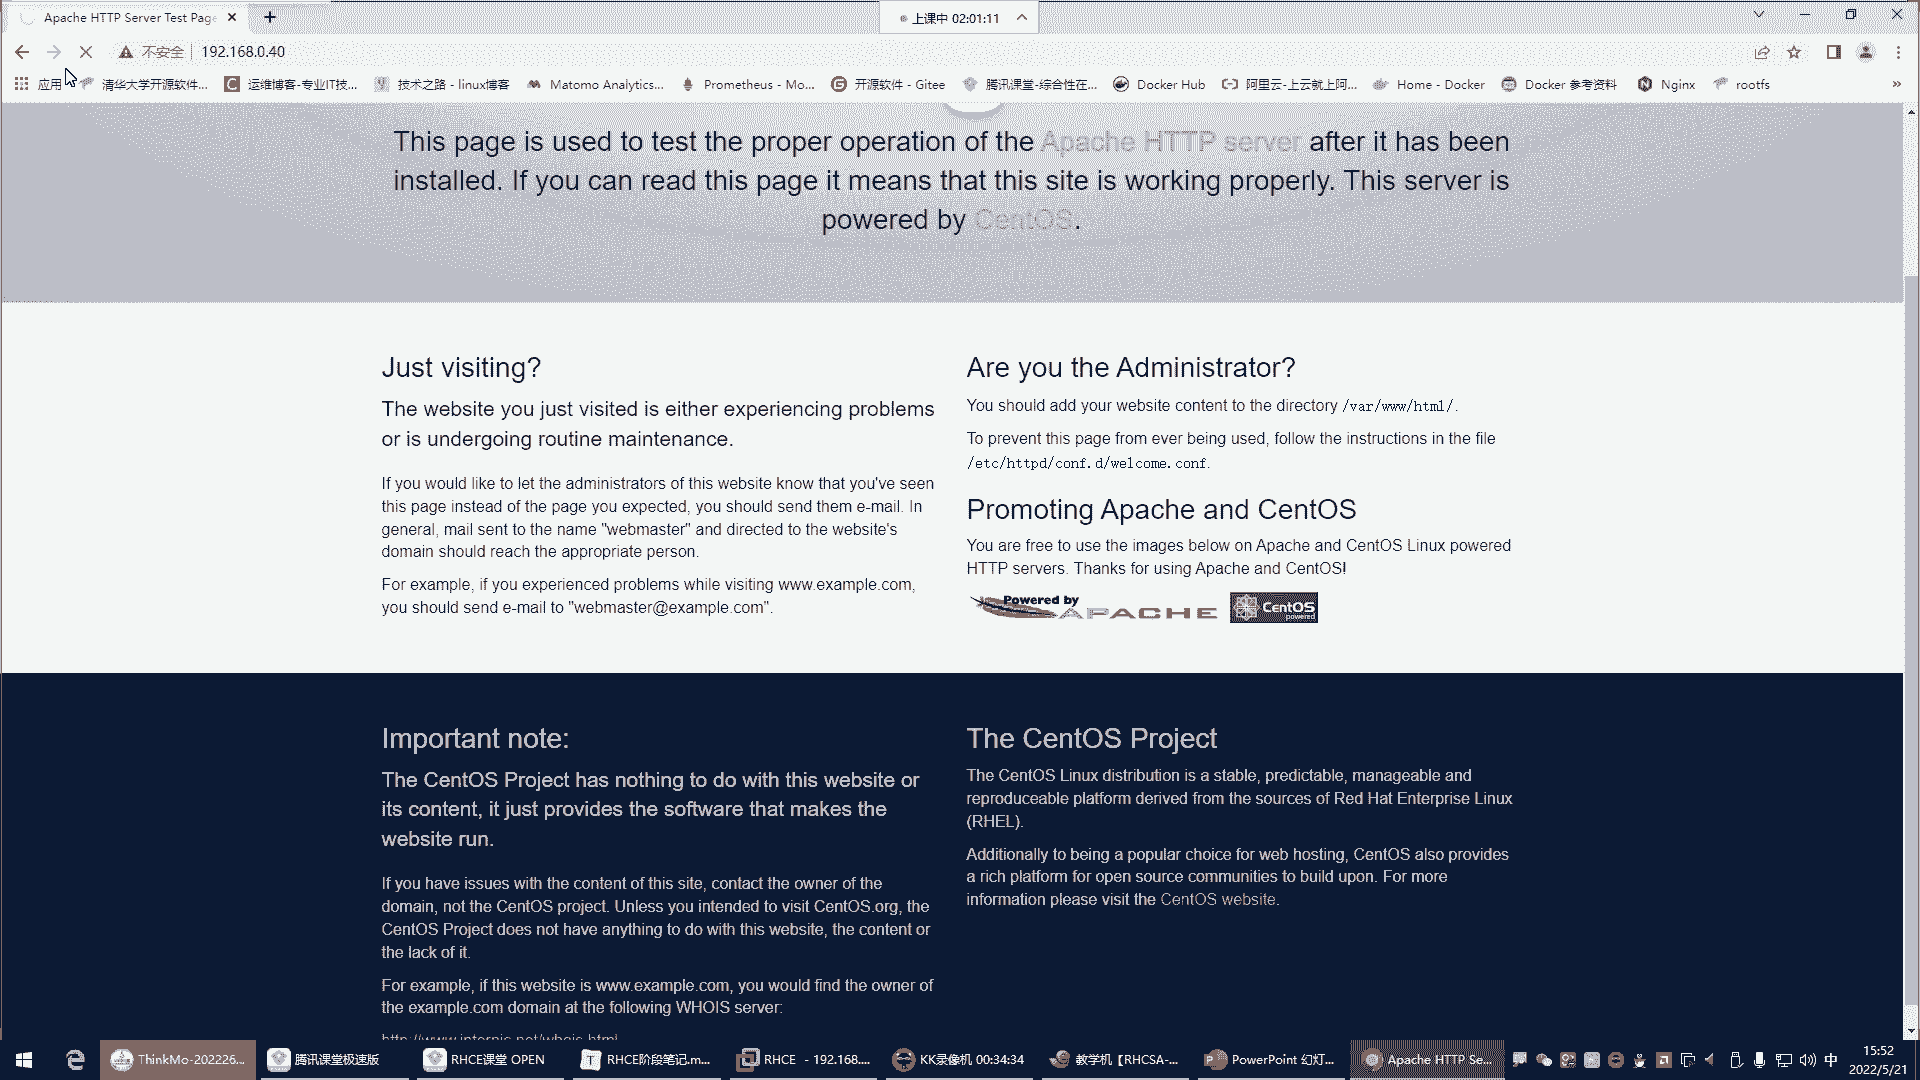 Apache HTTP Server Test Page
上课中 02:01:11
不安全 192.168.0.40
应用 清华大学开源软件... 运维博客-专业IT技... 技术之路 - linux博客 Matomo Analytics... Prometheus - Mo... 开源软件 - Gitee 腾讯课堂-综合性在... Docker Hub 阿里云-上云就上阿... Home - Docker Docker 参考资料 Nginx rootfs
This page is used to test the proper operation of the Apache HTTP server after it has been
installed. If you can read this page it means that this site is working properly. This server is
powered by CentOS.
Just visiting?
The website you just visited is either experiencing problems
or is undergoing routine maintenance.
If you would like to let the administrators of this website know that you've seen
this page instead of the page you expected, you should send them e-mail. In
general, mail sent to the name "webmaster" and directed to the website's
domain should reach the appropriate person.
For example, if you experienced problems while visiting www.example.com,
you should send e-mail to "webmaster@example.com".
Are you the Administrator?
You should add your website content to the directory /var/www/html/.
To prevent this page from ever being used, follow the instructions in the file
/etc/httpd/conf.d/welcome.conf.
Promoting Apache and CentOS
You are free to use the images below on Apache and CentOS Linux powered
HTTP servers. Thanks for using Apache and CentOS!
Powered by
APACHE
CentOS
powered
Important note:
The CentOS Project has nothing to do with this website or
its content, it just provides the software that makes the
website run.
If you have issues with the content of this site, contact the owner of the
domain, not the CentOS project. Unless you intended to visit CentOS.org, the
CentOS Project does not have anything to do with this website, the content or
the lack of it.
For example, if this website is www.example.com, you would find the owner of
the example.com domain at the following WHOIS server:
http://www.internic.net/whois.html
The CentOS Project
The CentOS Linux distribution is a stable, predictable, manageable and
reproduceable platform derived from the sources of Red Hat Enterprise Linux
(RHEL).
Additionally to being a popular choice for web hosting, CentOS also provides
a rich platform for open source communities to build upon. For more
information please visit the CentOS website.
ThinkMo-202226... 腾讯课堂极速版 RHCE课堂 OPEN RHCE阶段笔记.m... RHCE - 192.168.... KK录像机 00:34:34 教学机【RHCSA-... PowerPoint 幻灯... Apache HTTP Se... 中
15:52
2022/5/21